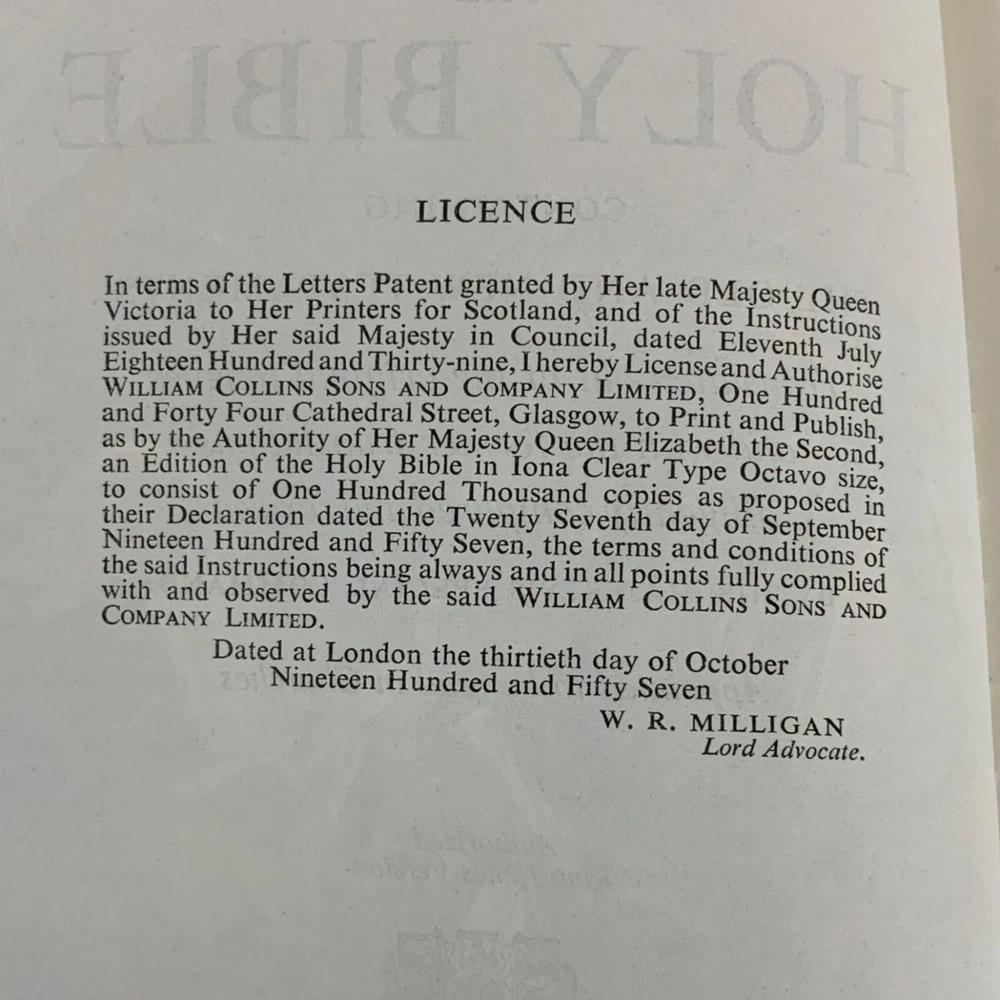 HOLY BIBLE
LICENCE
In terms of the Letters Patent granted by Her late Majesty Queen
Victoria to Her Printers for Scotland, and of the Instructions
issued by Her said Majesty in Council, dated Eleventh July
Eighteen Hundred and Thirty-nine, I hereby License and Authorise
WILLIAM COLLINS SONS AND COMPANY LIMITED, One Hundred
and Forty Four Cathedral Street, Glasgow, to Print and Publish,
as by the Authority of Her Majesty Queen Elizabeth the Second,
an Edition of the Holy Bible in Iona Clear Type Octavo size,
to consist of One Hundred Thousand copies as proposed in
their Declaration dated the Twenty Seventh day of September
Nineteen Hundred and Fifty Seven, the terms and conditions of
the said Instructions being always and in all points fully complied
with and observed by the said WILLIAM COLLINS SONS AND
COMPANY LIMITED.
Dated at London the thirtieth day of October
Nineteen Hundred and Fifty Seven
W. R. MILLIGAN
Lord Advocate.